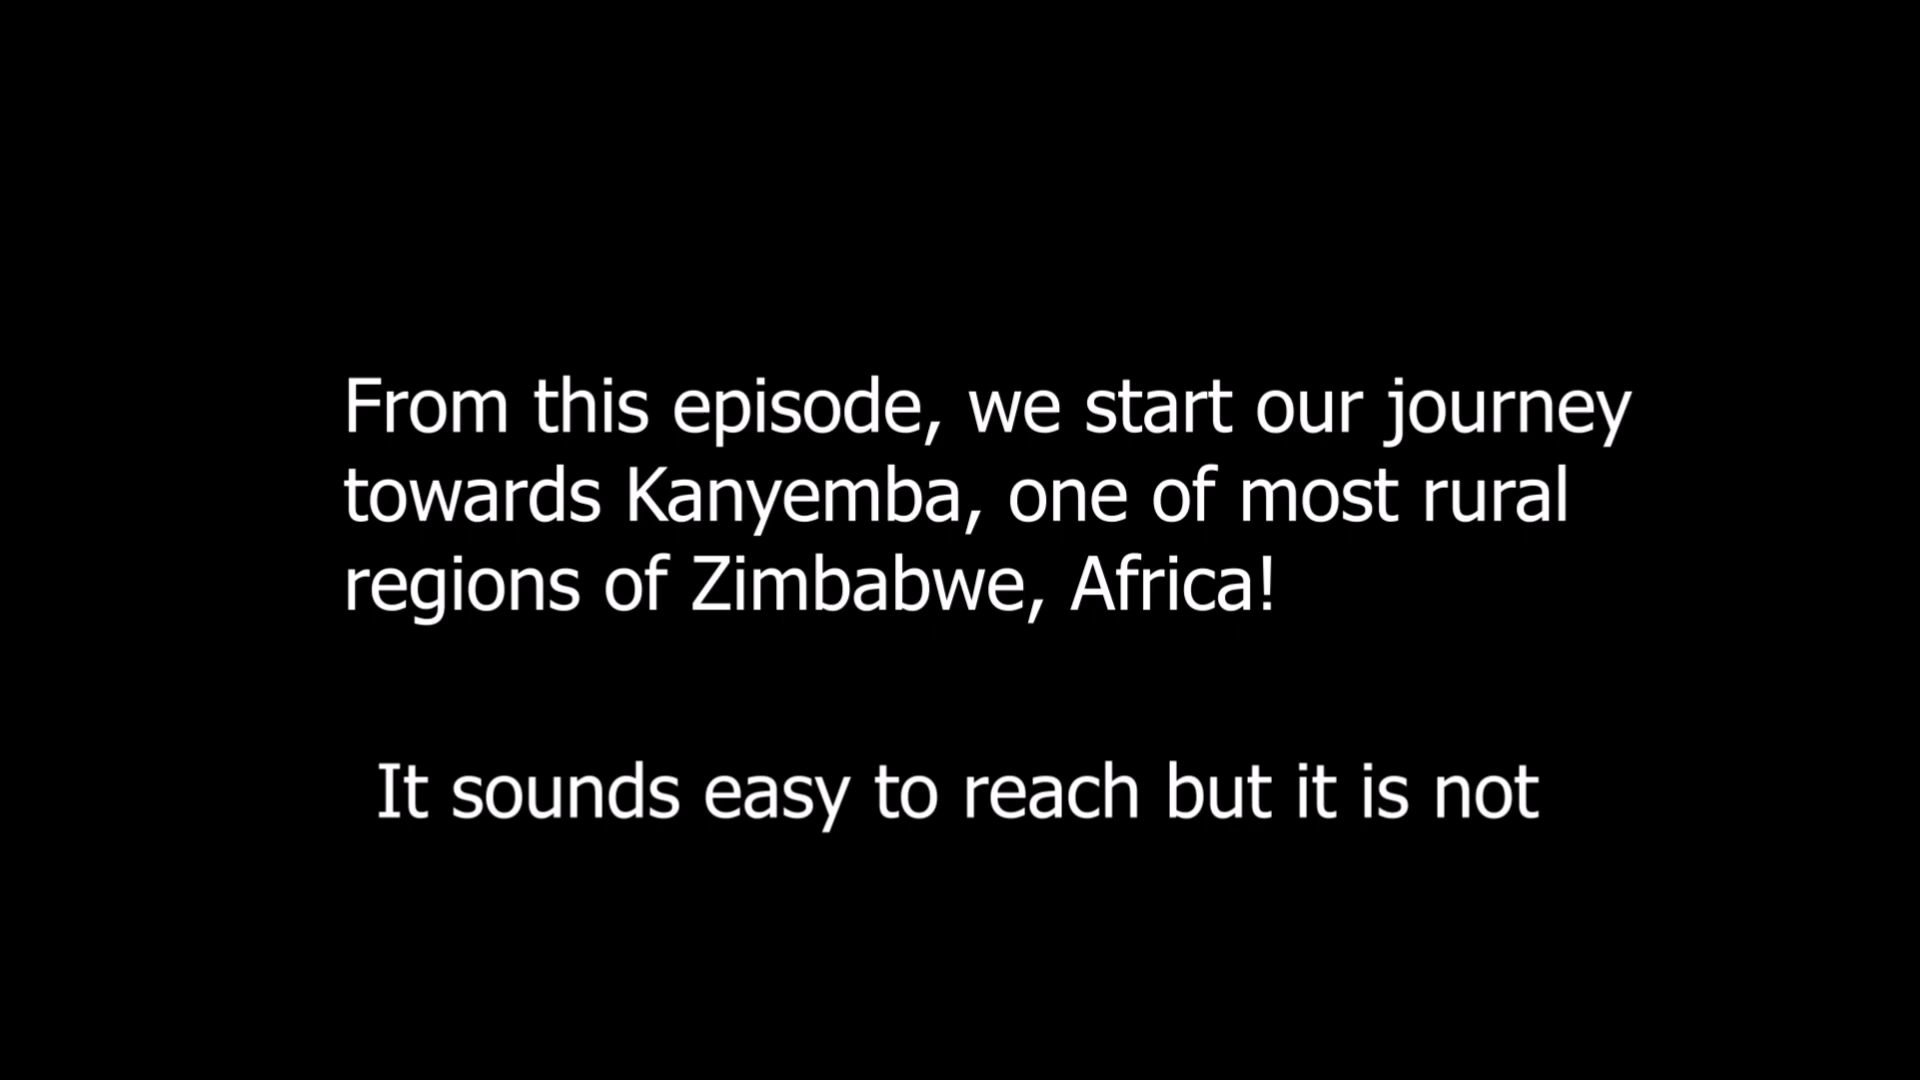 From this episode, we start our journey
towards Kanyemba, one of most rural
regions of Zimbabwe, Africa!
It sounds easy to reach but it is not